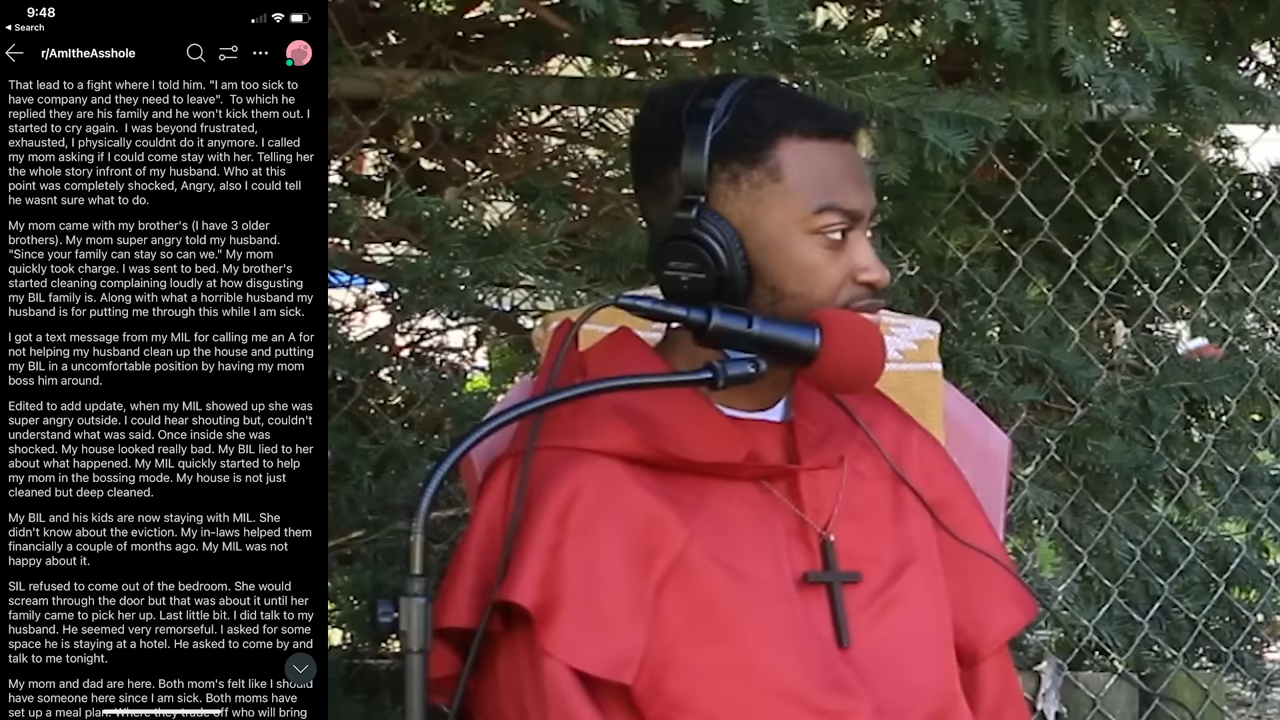 9:48
Search
r/AmItheAsshole
That lead to a fight where I told him. "I am too sick to
have company and they need to leave".  To which he
replied they are his family and he won't kick them out. I
started to cry again.  I was beyond frustrated,
exhausted, I physically couldnt do it anymore. I called
my mom asking if I could come stay with her. Telling her
the whole story infront of my husband. Who at this
point was completely shocked, Angry, also I could tell
he wasnt sure what to do.
My mom came with my brother's (I have 3 older
brothers). My mom super angry told my husband.
"Since your family can stay so can we." My mom
quickly took charge. I was sent to bed. My brother's
started cleaning complaining loudly at how disgusting
my BIL family is. Along with what a horrible husband my
husband is for putting me through this while I am sick.
I got a text message from my MIL for calling me an A for
not helping my husband clean up the house and putting
my BIL in a uncomfortable position by having my mom
boss him around.
Edited to add update, when my MIL showed up she was
super angry outside. I could hear shouting but, couldn't
understand what was said. Once inside she was
shocked. My house looked really bad. My BIL lied to her
about what happened. My MIL quickly started to help
my mom in the bossing mode. My house is not just
cleaned but deep cleaned.
My BIL and his kids are now staying with MIL. She
didn't know about the eviction. My in-laws helped them
financially a couple of months ago. My MIL was not
happy about it.
SIL refused to come out of the bedroom. She would
scream through the door but that was about it until her
family came to pick her up. Last little bit. I did talk to my
husband. He seemed very remorseful. I asked for some
space he is staying at a hotel. He asked to come by and
talk to me tonight.
My mom and dad are here. Both mom's felt like I should
have someone here since I am sick. Both moms have
set up a meal plan. Where they trade off who will bring